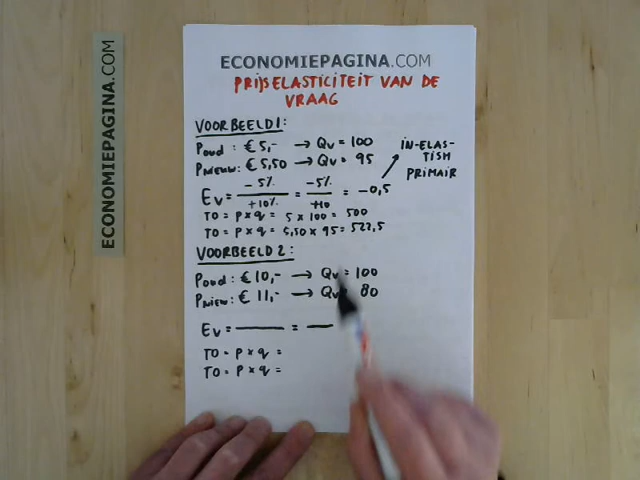 ECONOMIEPAGINA.COM
ECONOMIEPAGINA.COM
PRIJSELASTICITEIT VAN DE
VRAAG
VOORBEELD 1:
POUD : € 5,- → Qv = 100
PNIEUW: € 5,50 → Qv = 95
Ev = -5% / +10% = -5% / +10 = -0,5
IN-ELAS-
TISH
PRIMAIR
TO = P × q = 5 × 100 = 500
TO = P × q = 5,50 × 95 = 522,5
VOORBEELD 2:
POUD : € 10,- → Qv = 100
PNIEUW: € 11,- → Qv = 80
Ev = ——— = ——
TO = P × q =
TO = P × q =